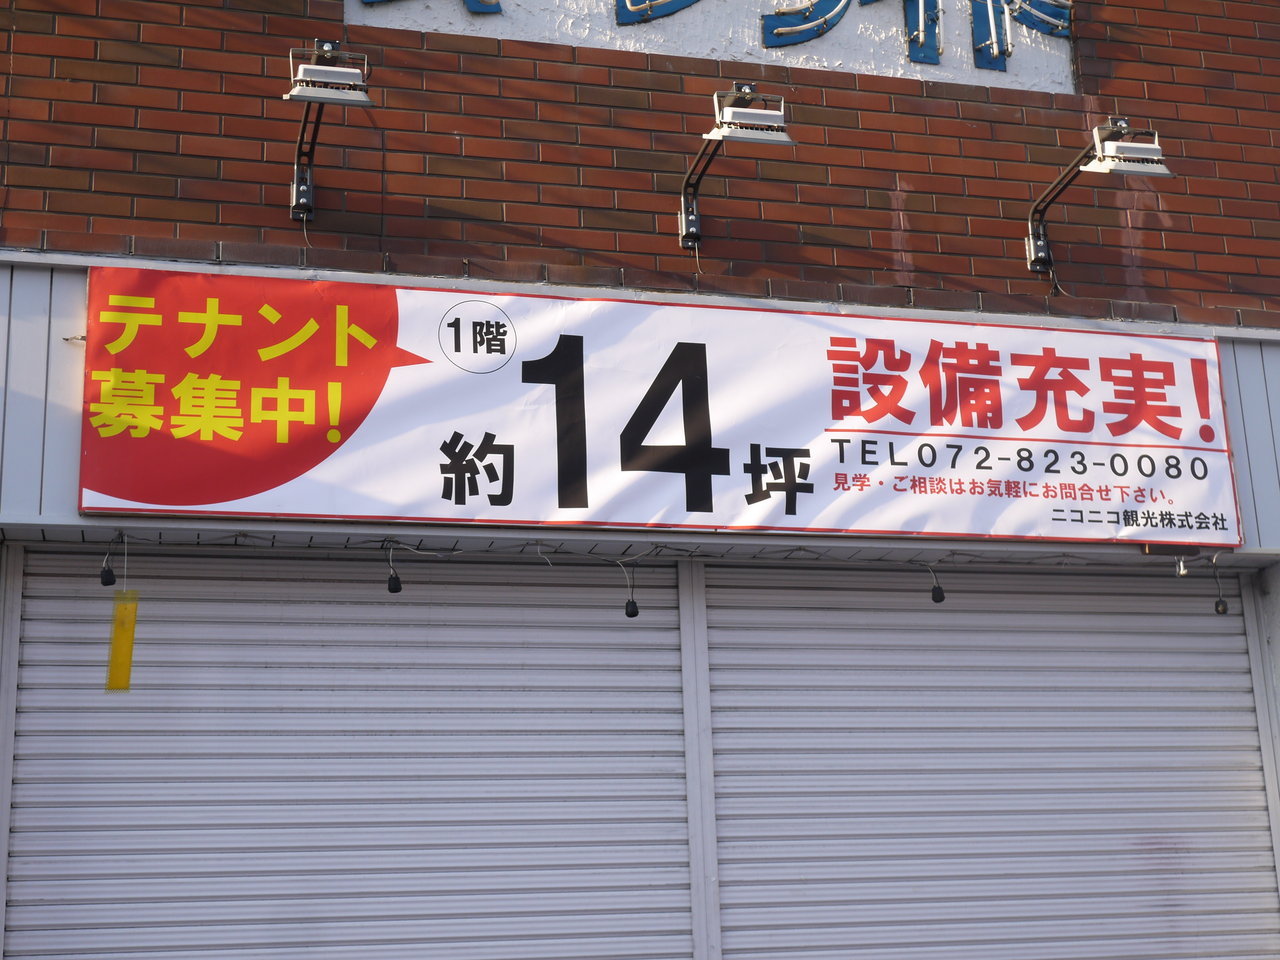 テナント
募集中!
1階
約14坪
設備充実!
TEL072-823-0080
見学・ご相談はお気軽にお問合せ下さい。
ニコニコ観光株式会社